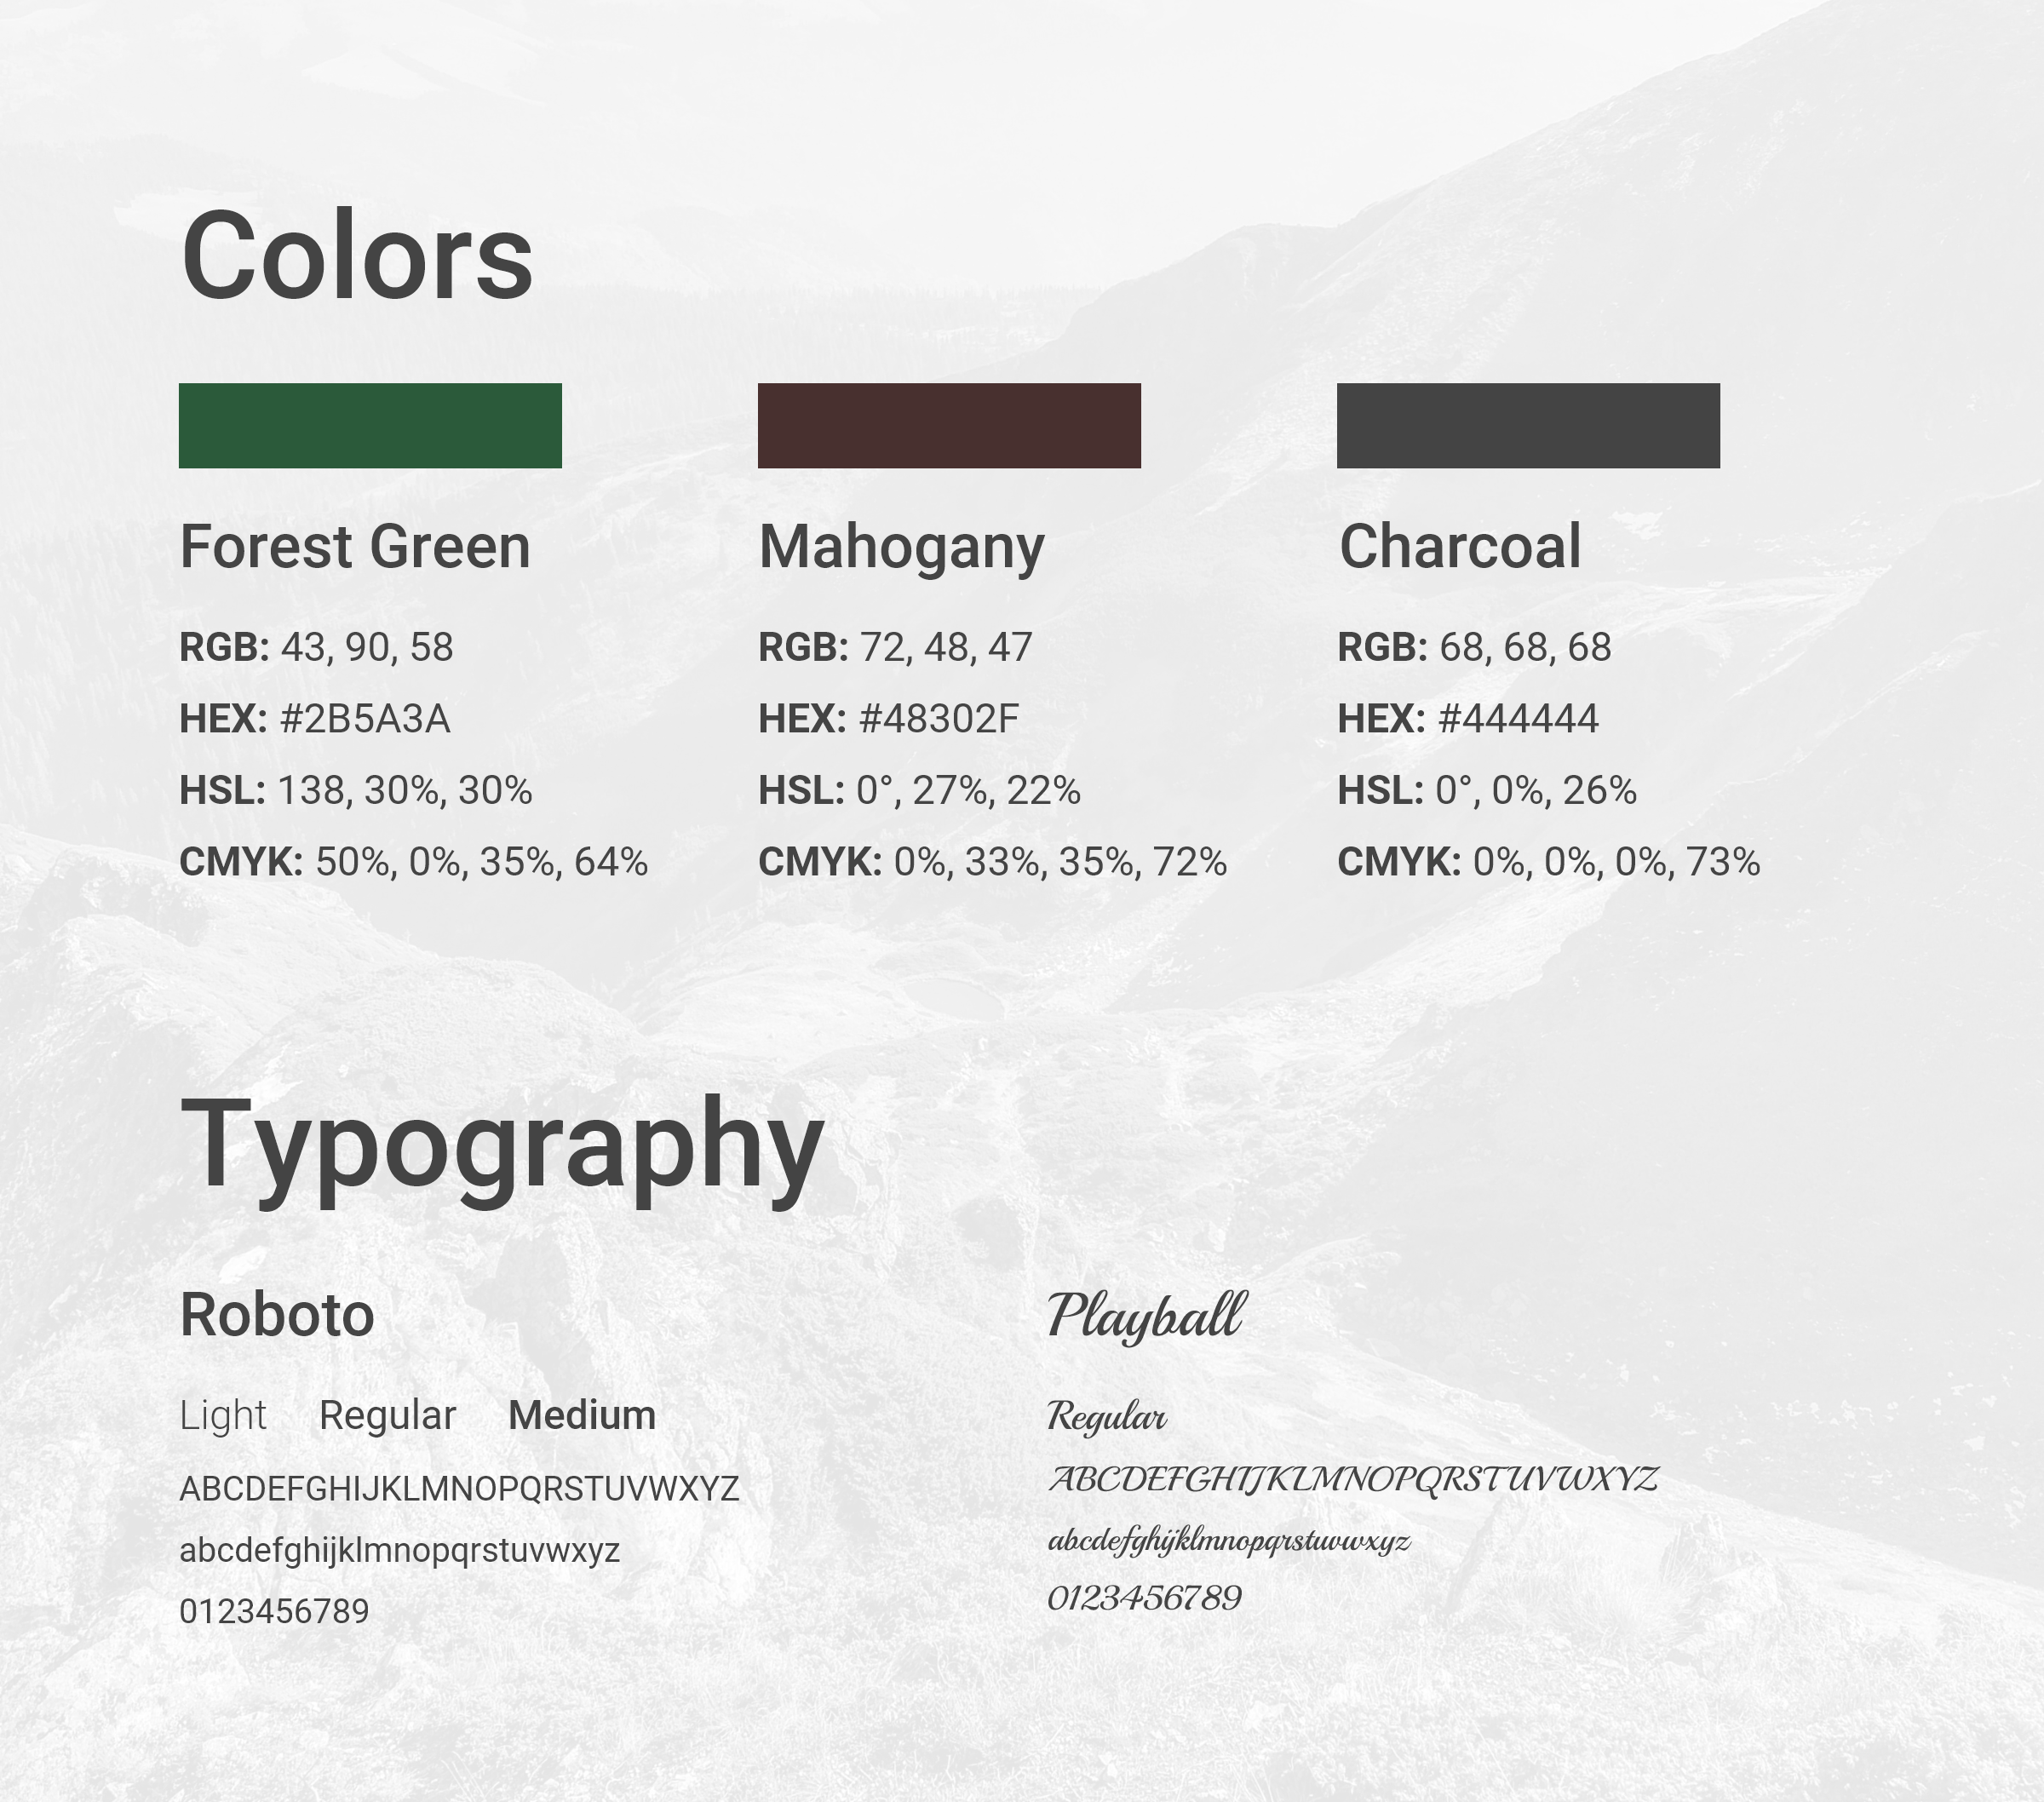 Colors
Forest Green
RGB: 43, 90, 58
HEX: #2B5A3A
HSL: 138, 30%, 30%
CMYK: 50%, 0%, 35%, 64%
Mahogany
RGB: 72, 48, 47
HEX: #48302F
HSL: 0°, 27%, 22%
CMYK: 0%, 33%, 35%, 72%
Charcoal
RGB: 68, 68, 68
HEX: #444444
HSL: 0°, 0%, 26%
CMYK: 0%, 0%, 0%, 73%
Typography
Roboto
Light Regular Medium
ABCDEFGHIJKLMNOPQRSTUVWXYZ
abcdefghijklmnopqrstuvwxyz
0123456789
Playball
Regular
ABCDEFGHIJKLMNOPQRSTUVWXYZ
abcdefghijklmnopqrstuvwxyz
0123456789